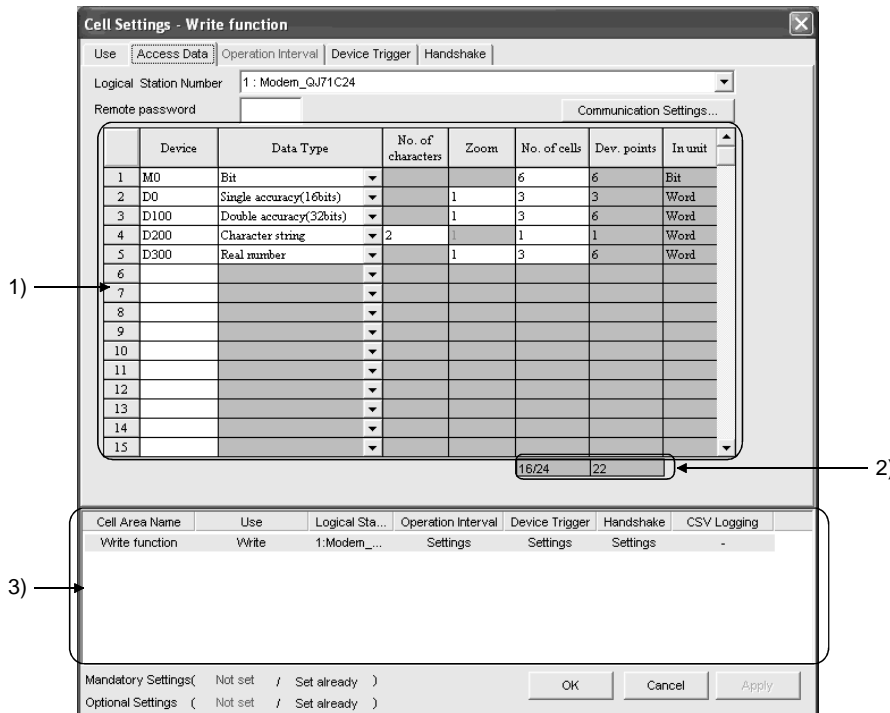 Cell Settings - Write function
Use Access Data Operation Interval Device Trigger Handshake
Logical Station Number 1 : Modem_QJ71C24
Remote password Communication Settings...
Device Data Type No. of characters Zoom No. of cells Dev. points In unit
1 M0 Bit 6 6 Bit
2 D0 Single accuracy(16bits) 1 3 3 Word
3 D100 Double accuracy(32bits) 1 3 6 Word
4 D200 Character string 2 1 1 1 Word
5 D300 Real number 1 3 6 Word
6
1) 7
8
9
10
11
12
13
14
15
16/24 22 2)
Cell Area Name Use Logical Sta... Operation Interval Device Trigger Handshake CSV Logging
Write function Write 1:Modem_... Settings Settings Settings -
3)
Mandatory Settings( Not set / Set already ) OK Cancel Apply
Optional Settings ( Not set / Set already )